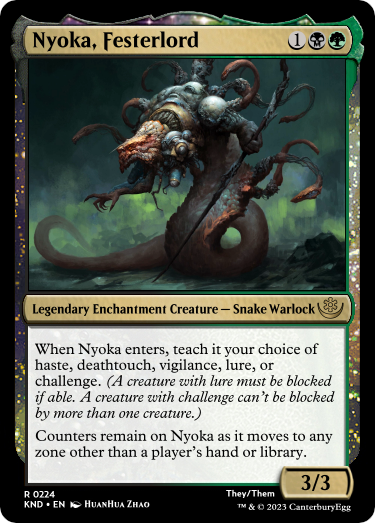 Nyoka, Festerlord
1
Legendary Enchantment Creature — Snake Warlock
When Nyoka enters, teach it your choice of
haste, deathtouch, vigilance, lure, or
challenge. (A creature with lure must be blocked
if able. A creature with challenge can't be blocked
by more than one creature.)
Counters remain on Nyoka as it moves to any
zone other than a player's hand or library.
3/3
R 0224
KND • EN HuanHua Zhao
They/Them
™ & © 2023 CanterburyEgg